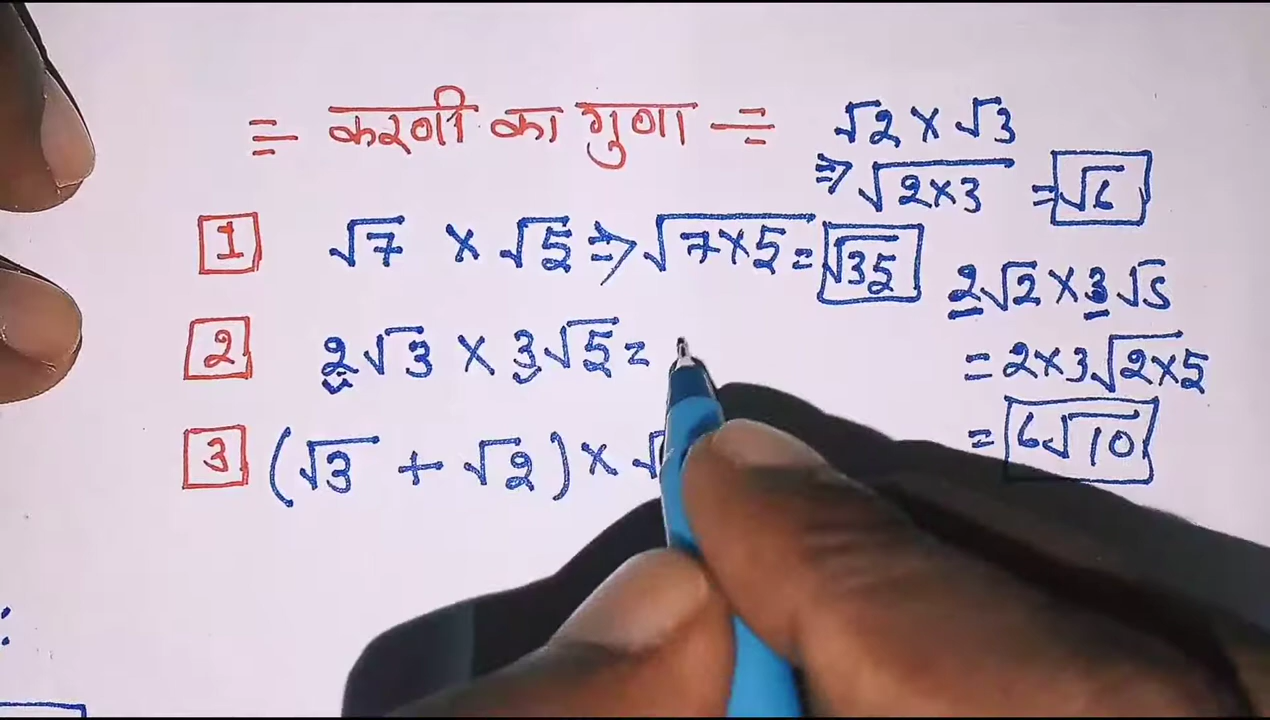 = करणी का गुणा =
√2 × √3
⇒ √2×3 = √6
1 √7 × √5 ⇒ √7×5 = √35
2√2 × 3√5
= 2×3√2×5
= 6√10
2 2√3 × 3√5 =
3 (√3 + √2) × √
: